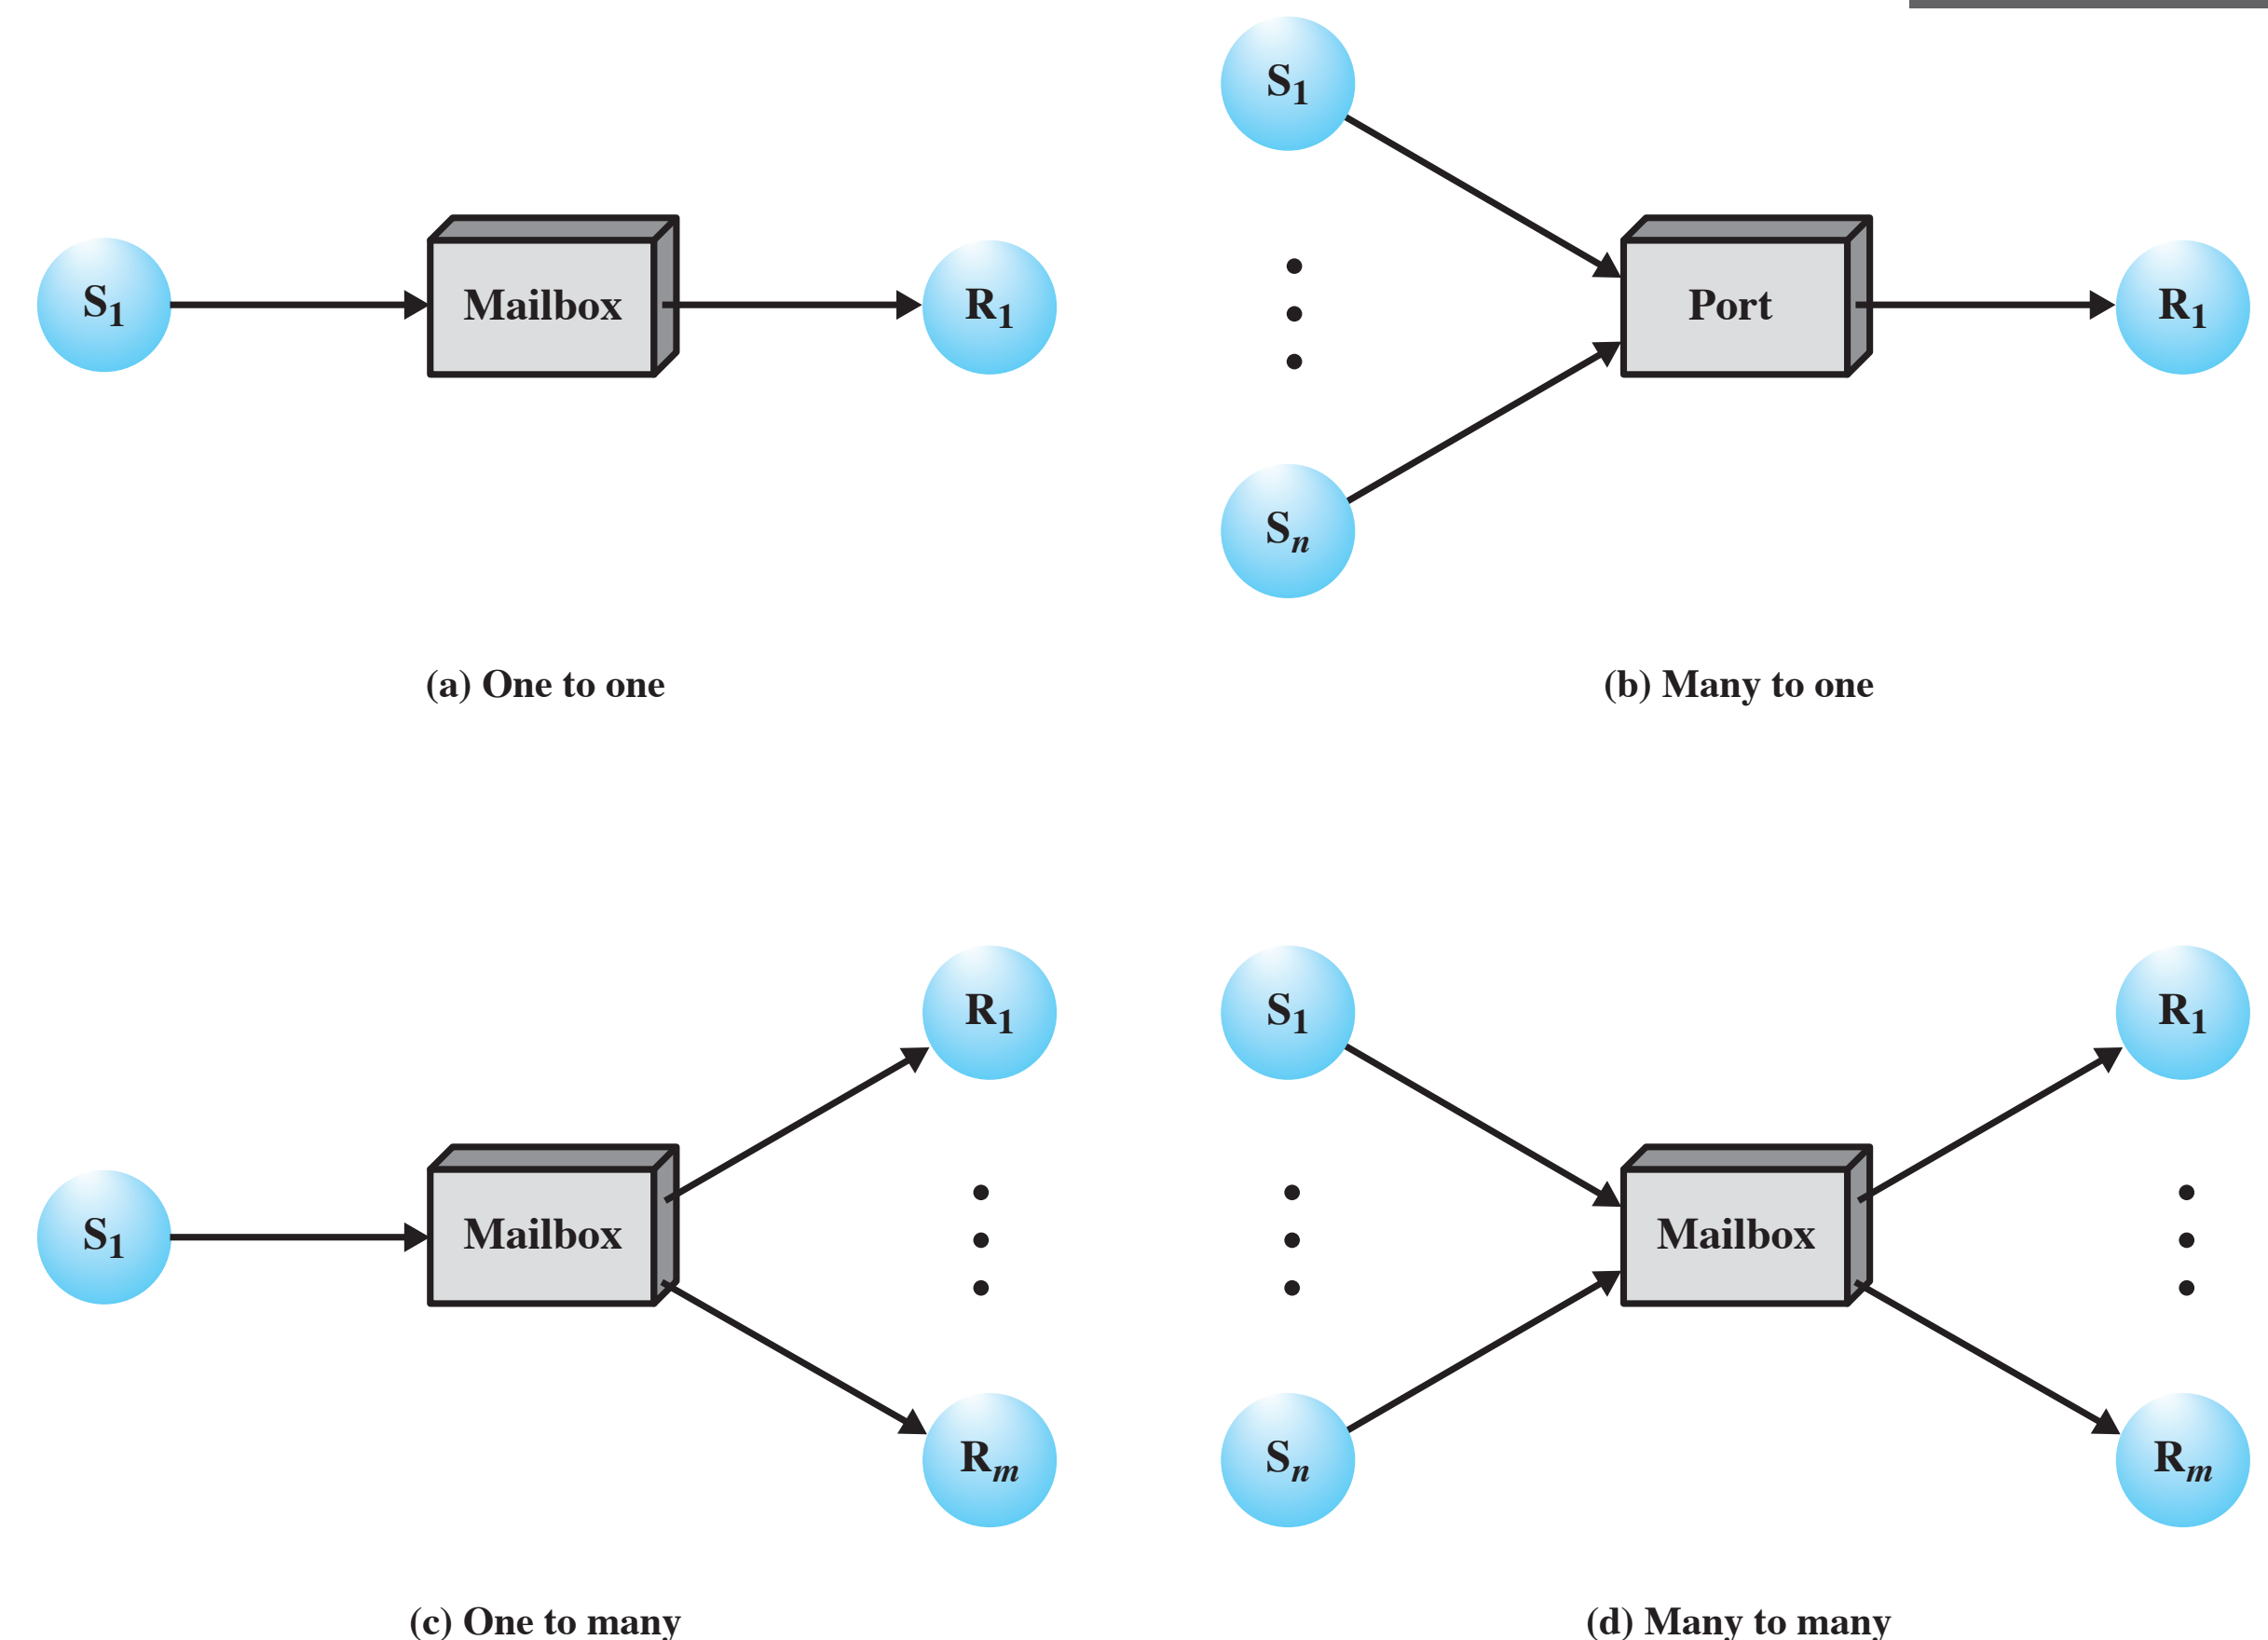 S₁
Mailbox
R₁
(a) One to one
S₁
Sₙ
Port
R₁
(b) Many to one
S₁
Mailbox
R₁
Rₘ
(c) One to many
S₁
Sₙ
Mailbox
R₁
Rₘ
(d) Many to many